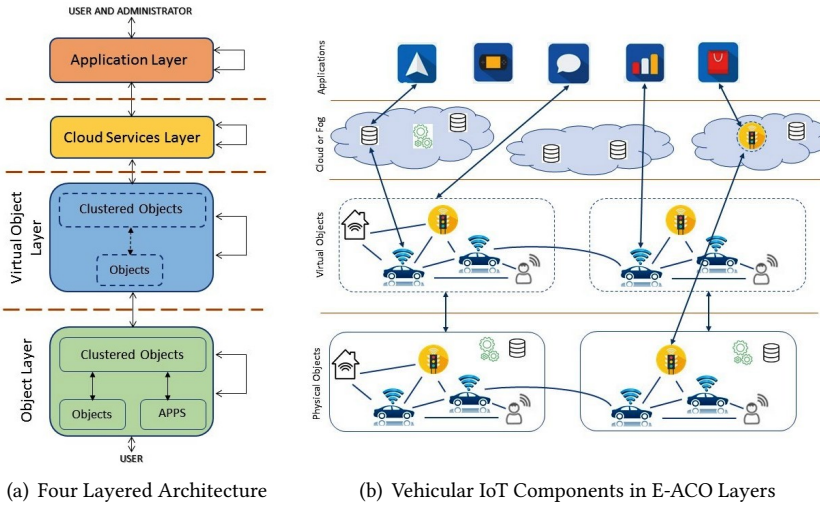 USER AND ADMINISTRATOR
Application Layer
Cloud Services Layer
Virtual Object
Layer
Clustered Objects
Objects
Object Layer
Clustered Objects
Objects
APPS
USER
(a) Four Layered Architecture
Applications
Cloud or Fog
Virtual Objects
Physical Objects
(b) Vehicular IoT Components in E-ACO Layers